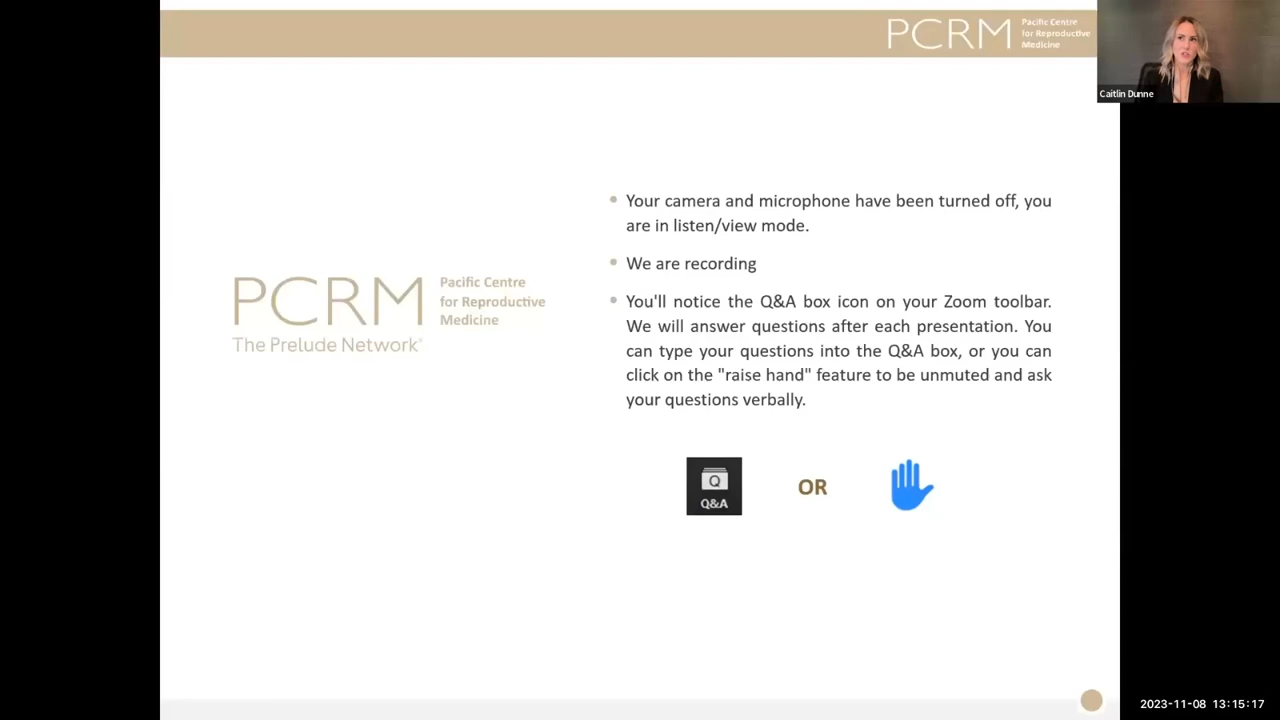 PCRM
Pacific Centre
for Reproductive
Medicine
Caitlin Dunne
Your camera and microphone have been turned off, you
are in listen/view mode.
We are recording
You'll notice the Q&A box icon on your Zoom toolbar.
We will answer questions after each presentation. You
can type your questions into the Q&A box, or you can
click on the "raise hand" feature to be unmuted and ask
your questions verbally.
PCRM
Pacific Centre
for Reproductive
Medicine
The Prelude Network®
Q
Q&A
OR
2023-11-08 13:15:17